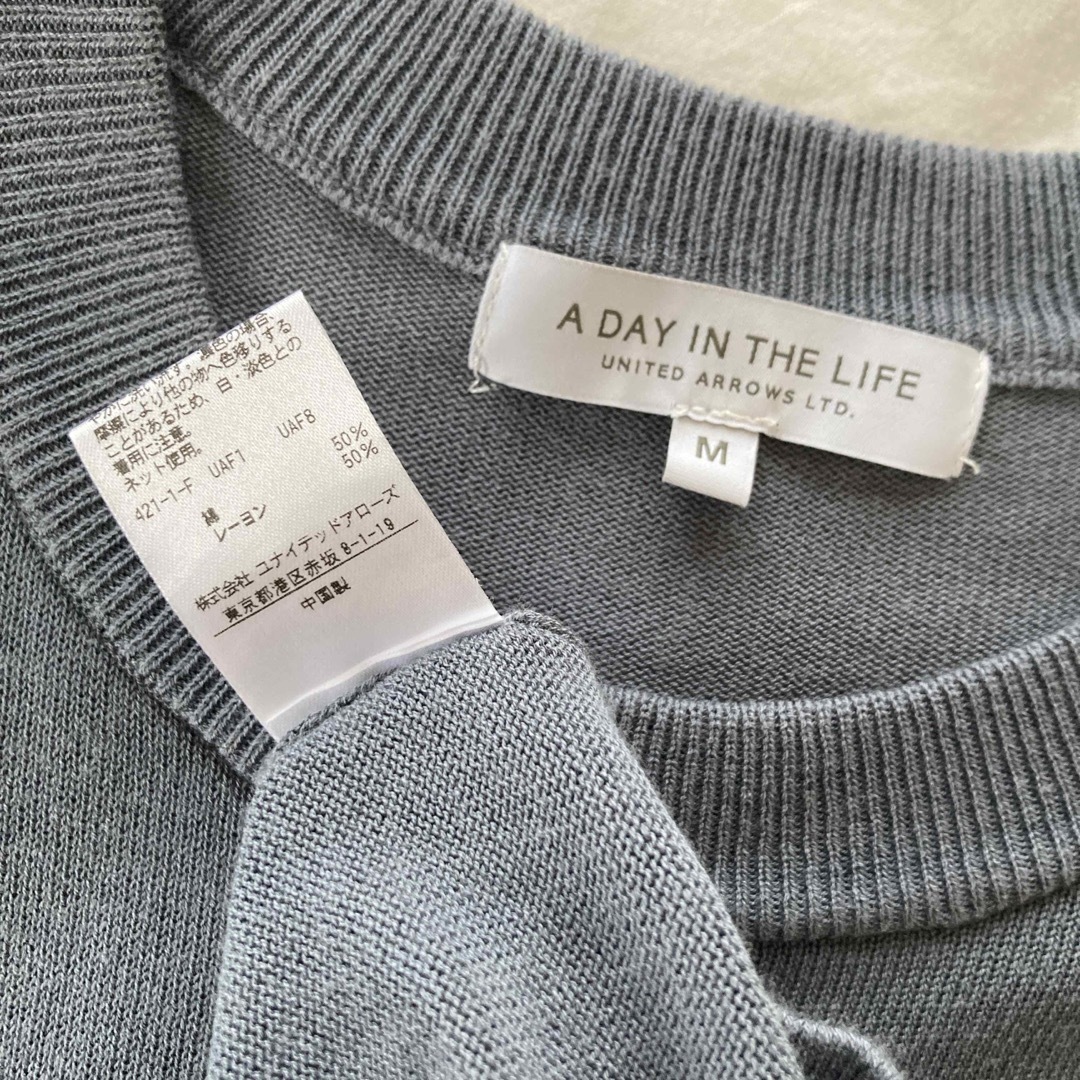 A DAY IN THE LIFE
UNITED ARROWS LTD.
M
摩擦により他の物へ色移りする
ことがあるため、白・淡色との
着用に注意。
ネット使用。
421-1-F UAF1 UAF8
綿 50%
レーヨン 50%
株式会社 ユナイテッドアローズ
東京都港区赤坂 8-1-19
中国製